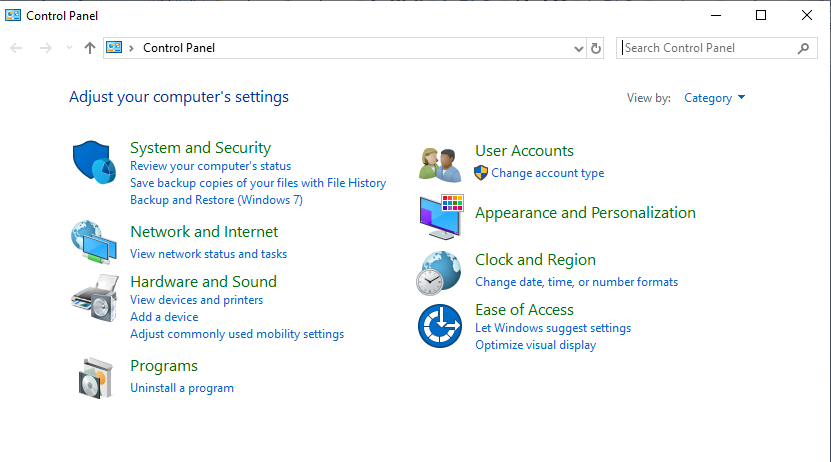 Control Panel
Control Panel
Search Control Panel
Adjust your computer's settings
View by: Category
System and Security
Review your computer's status
Save backup copies of your files with File History
Backup and Restore (Windows 7)
Network and Internet
View network status and tasks
Hardware and Sound
View devices and printers
Add a device
Adjust commonly used mobility settings
Programs
Uninstall a program
User Accounts
Change account type
Appearance and Personalization
Clock and Region
Change date, time, or number formats
Ease of Access
Let Windows suggest settings
Optimize visual display